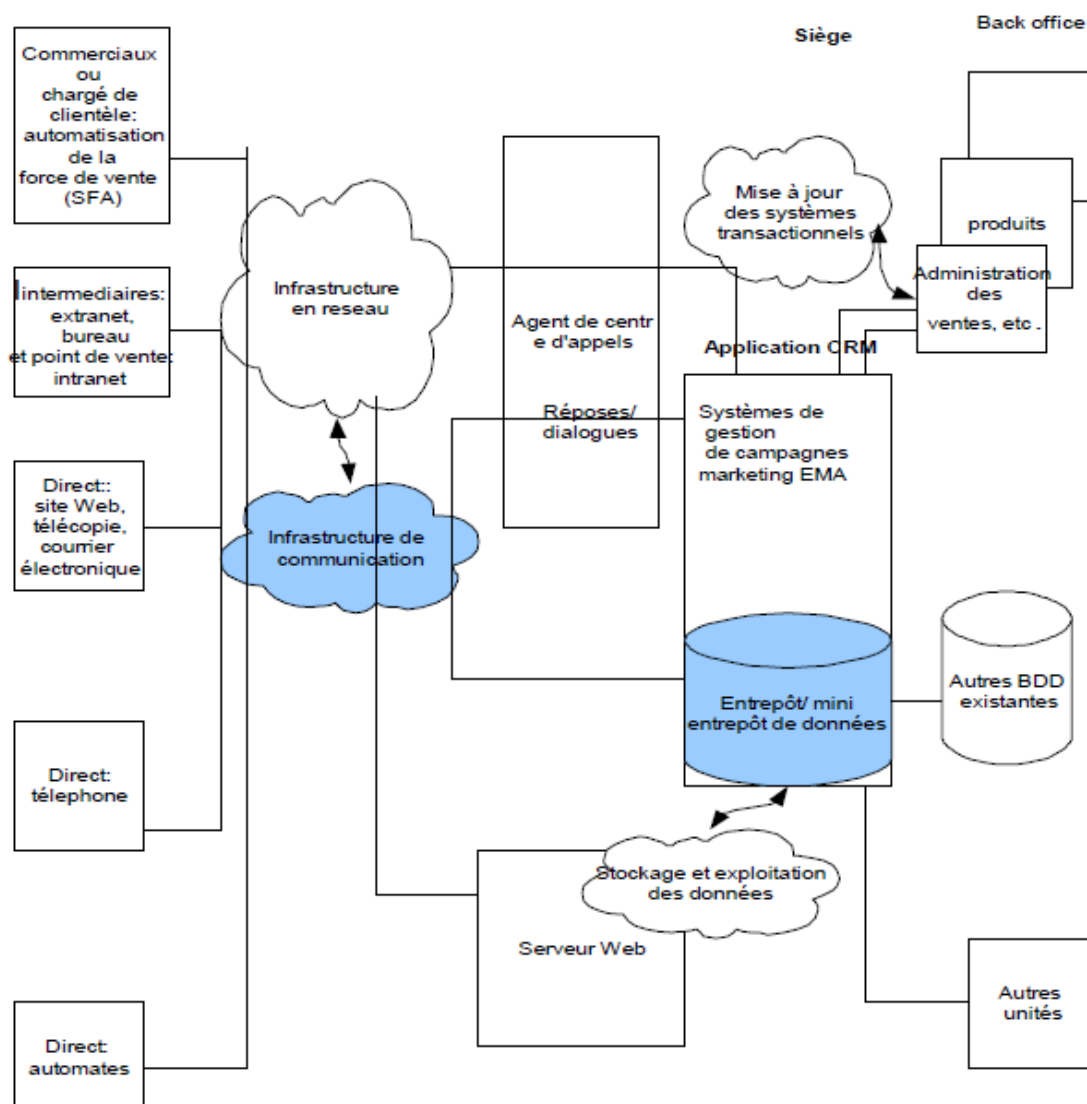 Siège
Back office
Commerciaux
ou
chargé de
clientèle:
automatisation
de la
force de vente
(SFA)
Mise à jour
des systèmes
transactionnels
produits
Infrastructure
en reseau
Iintermediaires:
extranet,
bureau
et point de vente:
intranet
Agent de centr
e d'appels
Réposes/
dialogues
Administration
des
ventes, etc .
Application CRM
Systèmes de
gestion
de campagnes
marketing EMA
Direct::
site Web,
télécopie,
courrier
électronique
Infrastructure de
communication
Entrepôt/ mini
entrepôt de données
Autres BDD
existantes
Direct:
télephone
Stockage et exploitation
des données
Serveur Web
Autres
unités
Direct:
automates